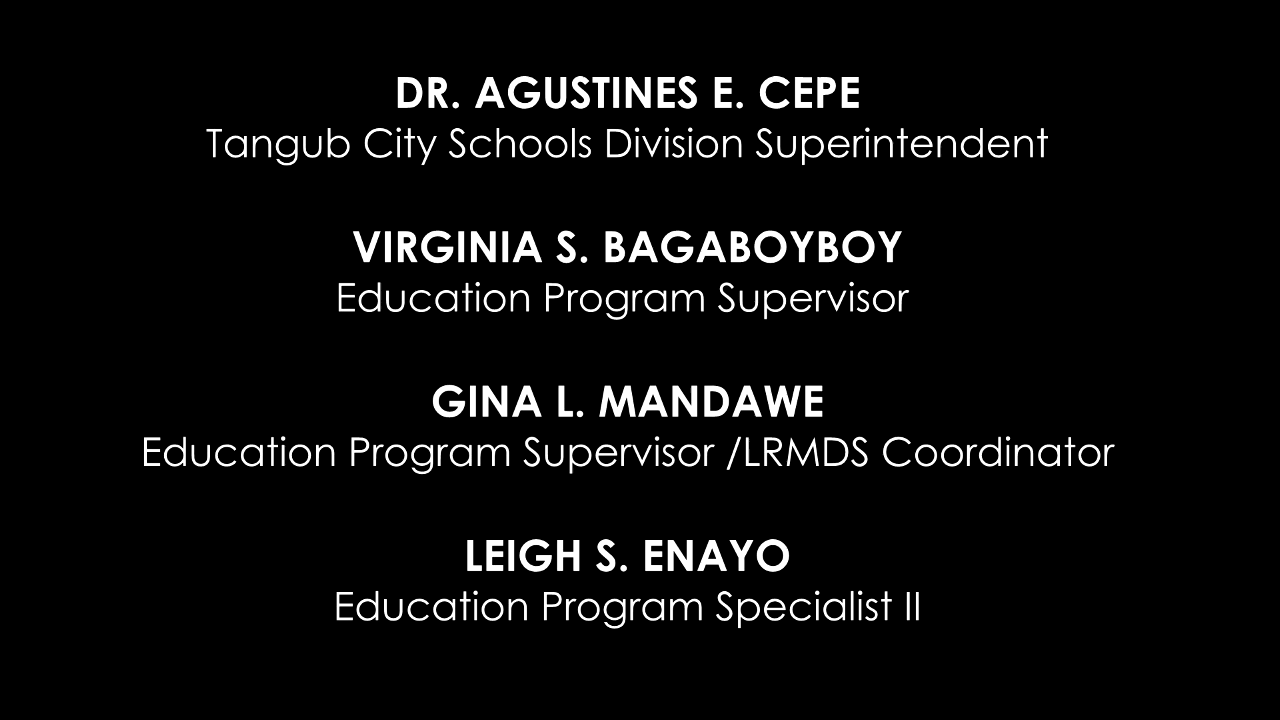 DR. AGUSTINES E. CEPE
Tangub City Schools Division Superintendent
VIRGINIA S. BAGABOYBOY
Education Program Supervisor
GINA L. MANDAWE
Education Program Supervisor /LRMDS Coordinator
LEIGH S. ENAYO
Education Program Specialist II